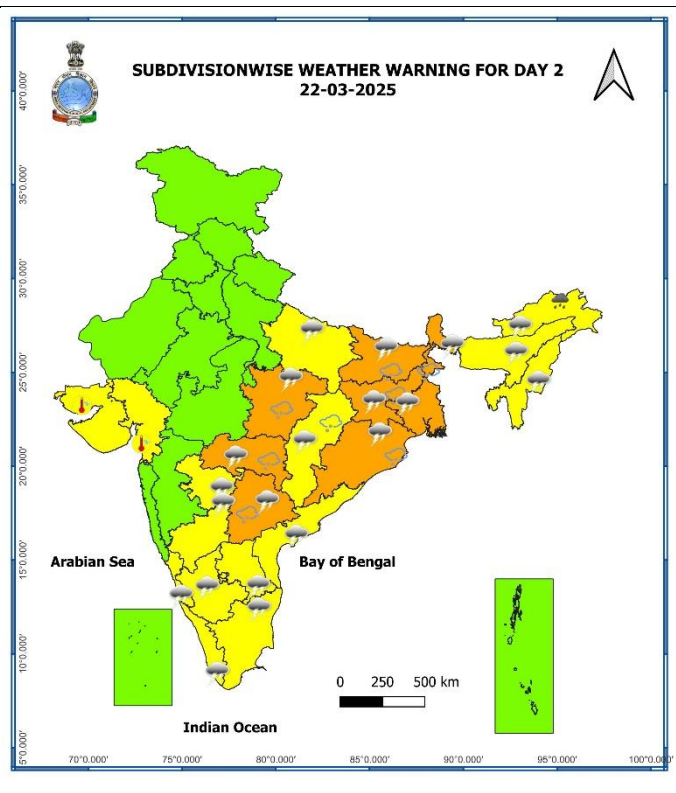 SUBDIVISIONWISE WEATHER WARNING FOR DAY 2
22-03-2025
40°0.000'
35°0.000'
30°0.000'
25°0.000'
20°0.000'
15°0.000'
10°0.000'
5°0.000'
Arabian Sea
Bay of Bengal
0 250 500 km
Indian Ocean
70°0.000' 75°0.000' 80°0.000' 85°0.000' 90°0.000' 95°0.000' 100°0.000'